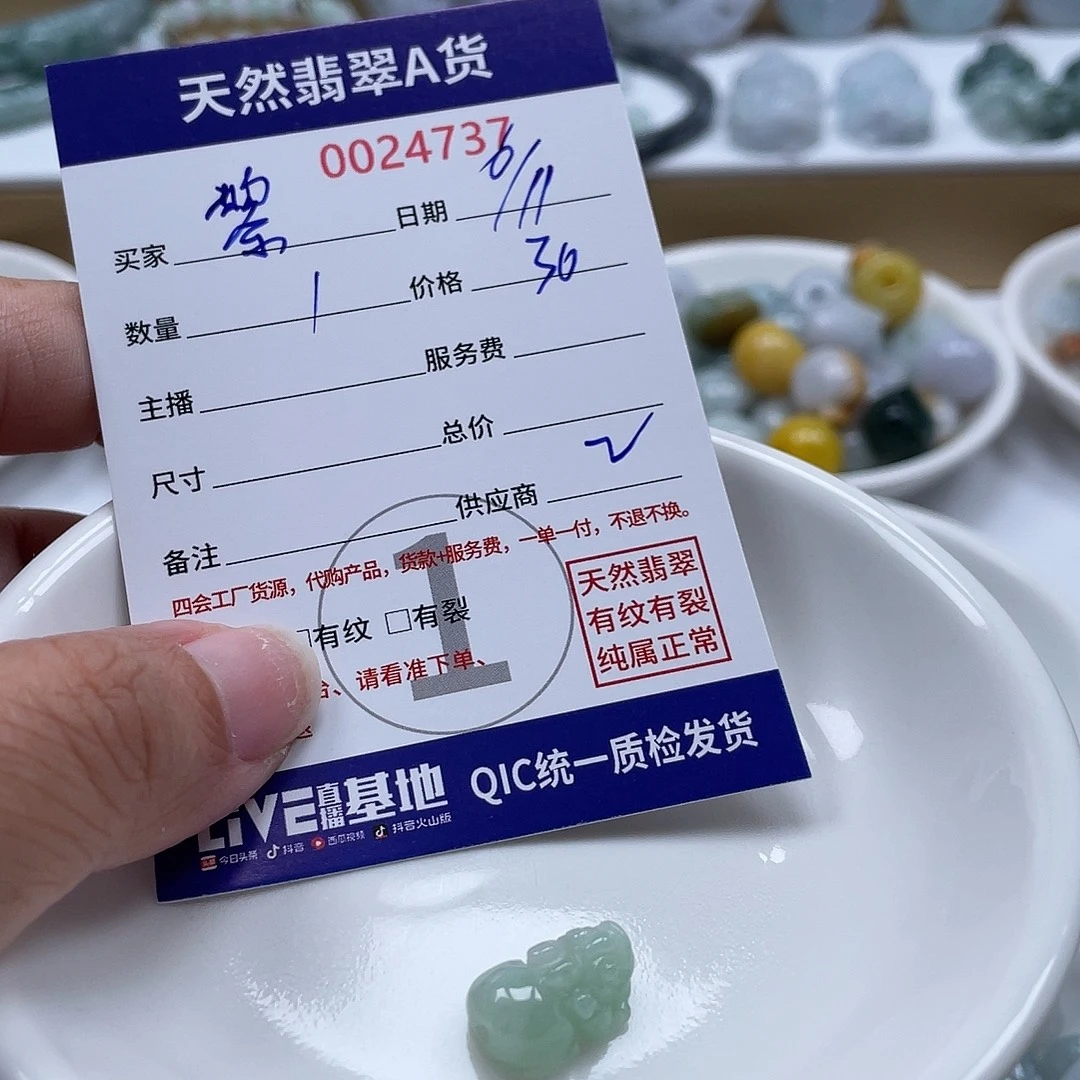 天然翡翠A货
0024737
买家 黎 日期 6/11
数量 1 价格 30
主播 服务费
尺寸 总价
备注 供应商
四会工厂货源，代购产品，货款+服务费，一单一付，不退不换。
1
□有纹 □有裂
、请看准下单、
天然翡翠
有纹有裂
纯属正常
LIVE直播基地 QIC统一质检发货
头条 今日头条 抖音 西瓜视频 抖音火山版